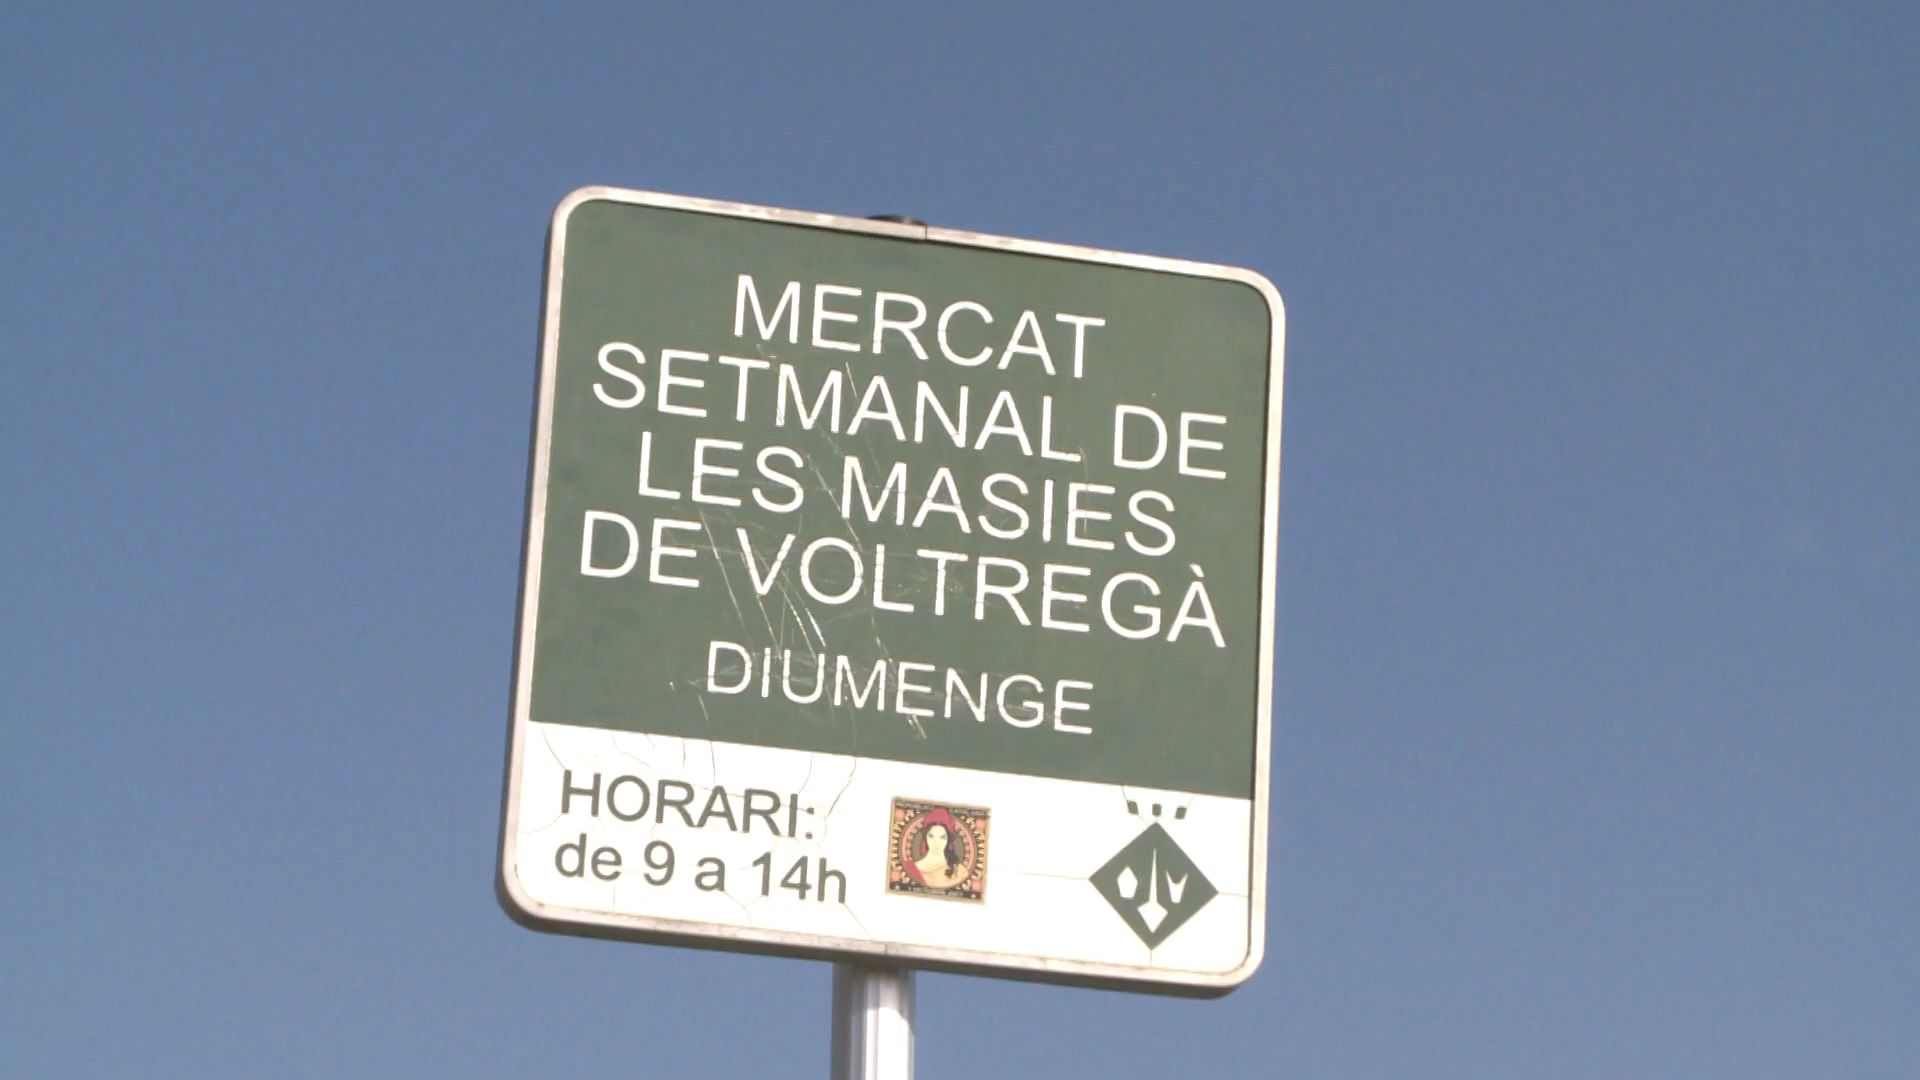 MERCAT
SETMANAL DE
LES MASIES
DE VOLTREGÀ
DIUMENGE
HORARI:
de 9 a 14h